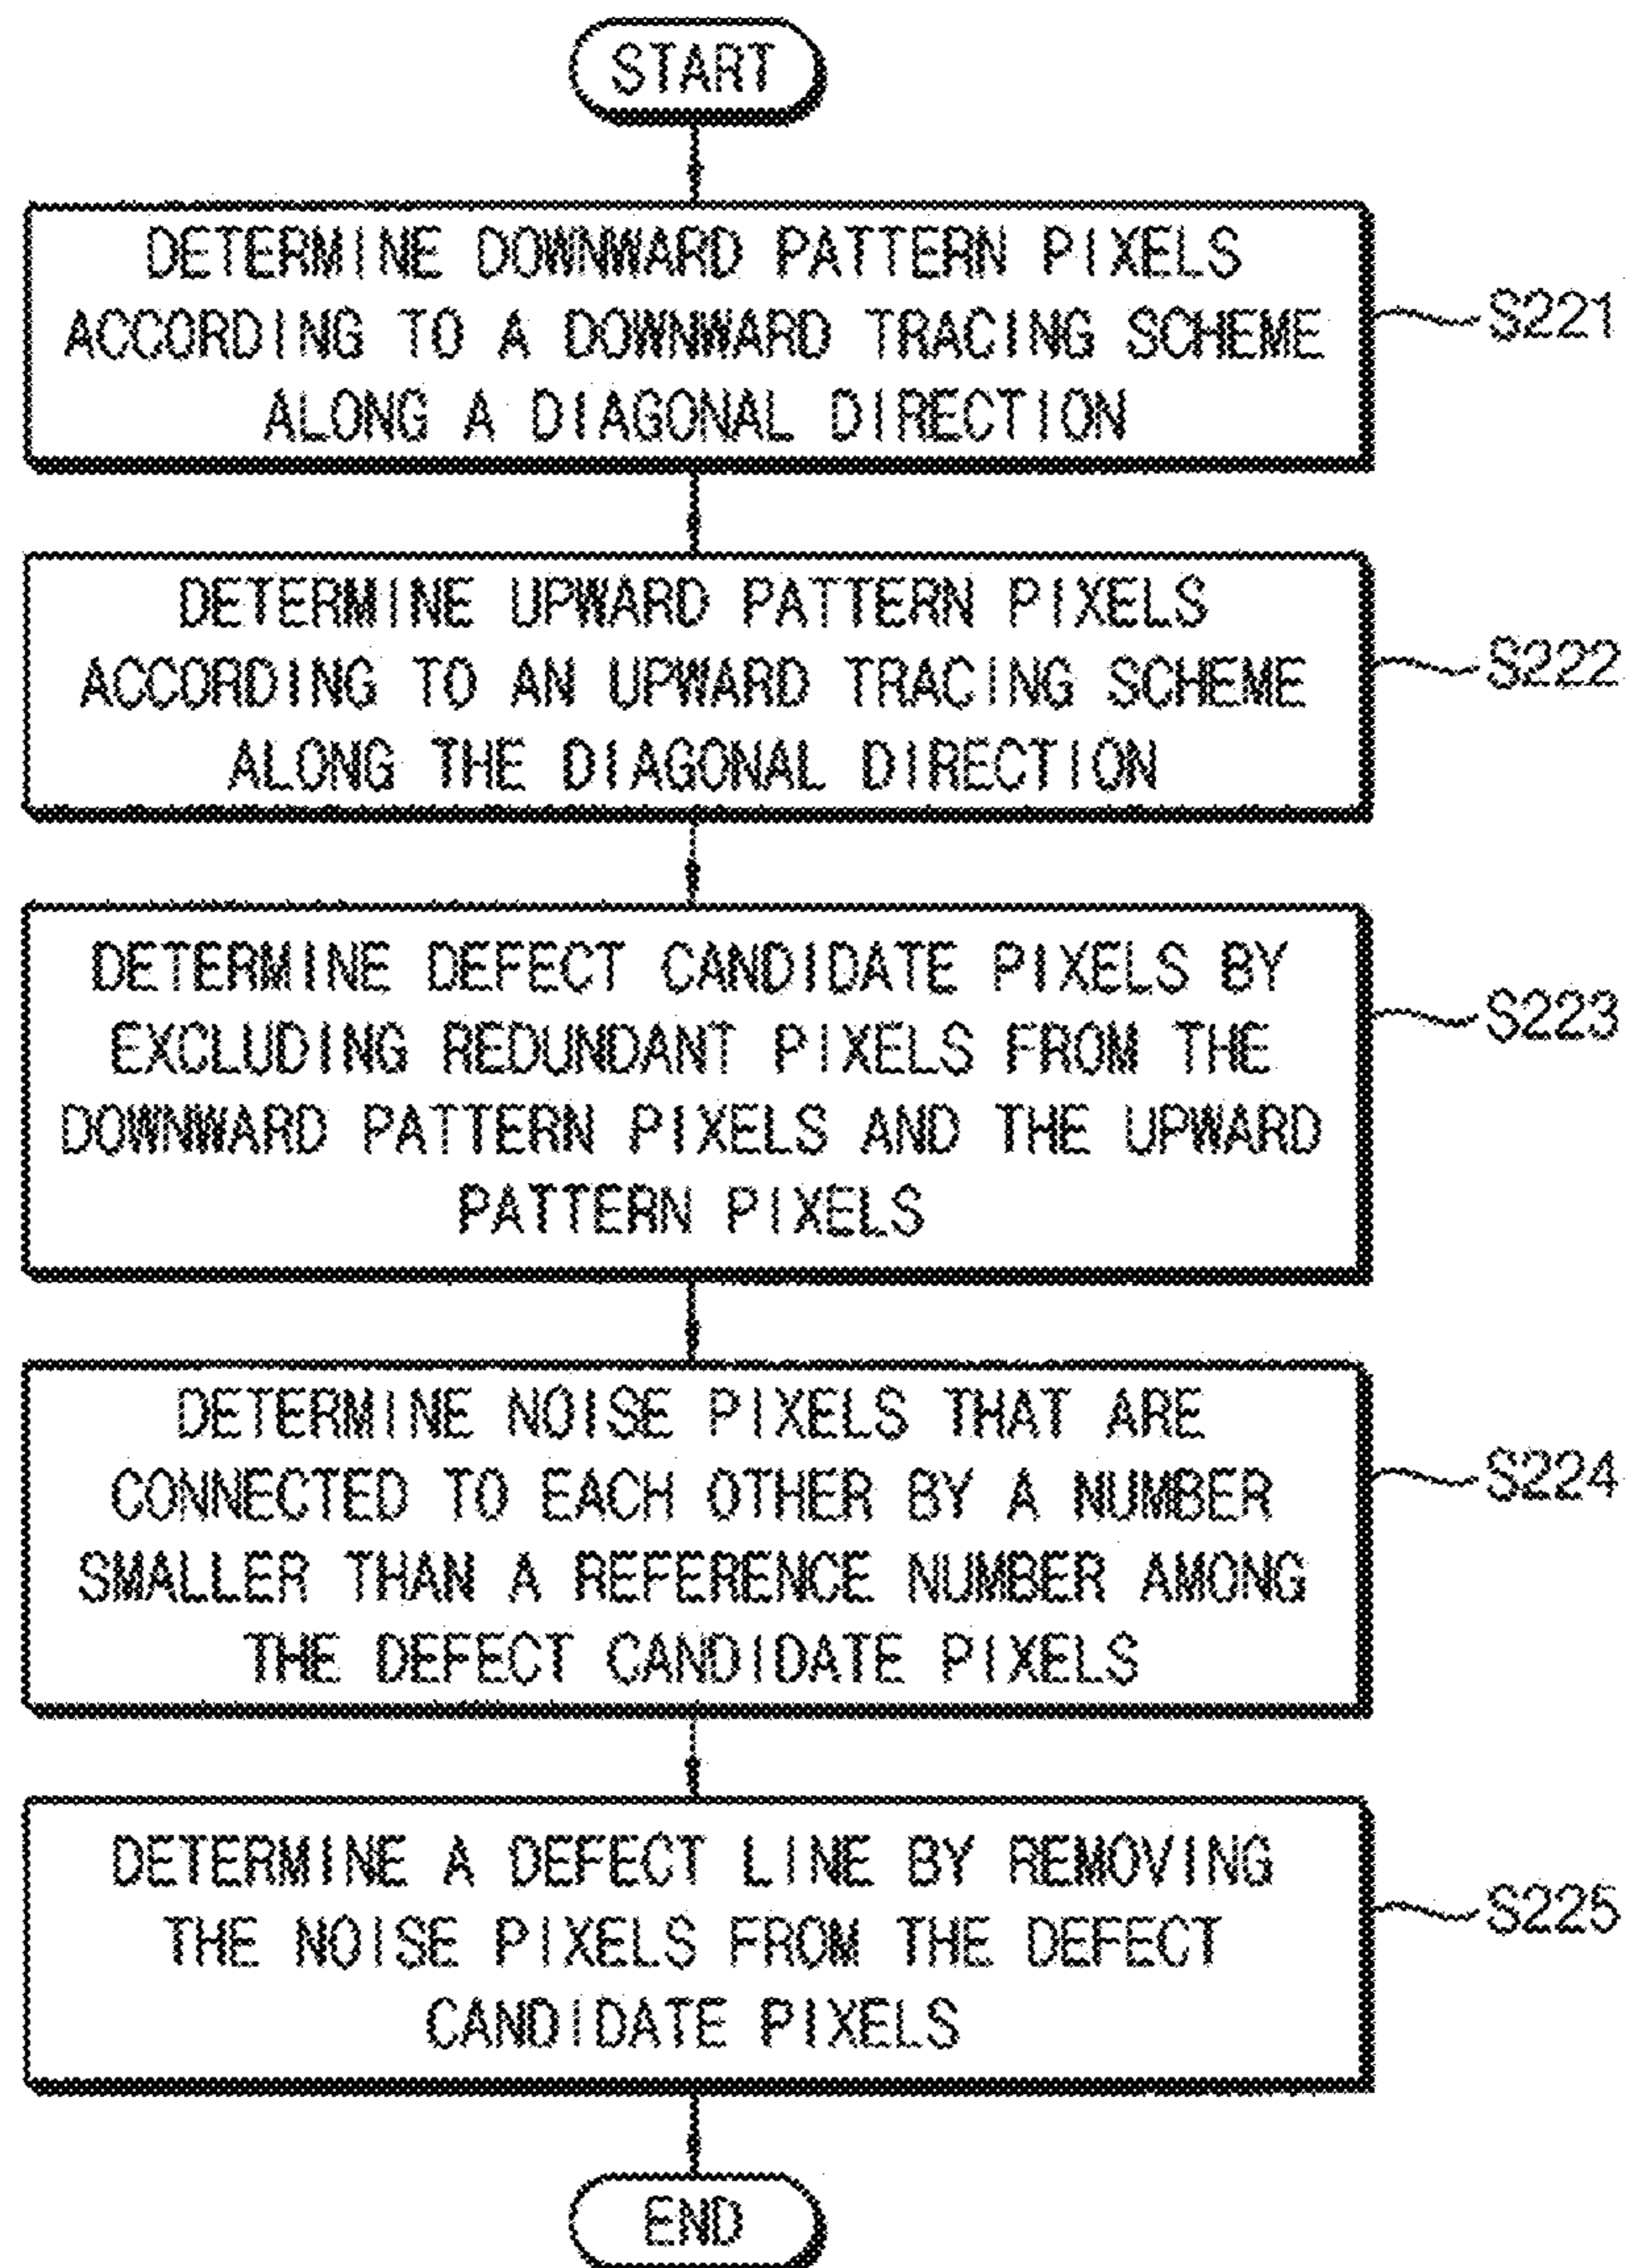 START
DETERMINE DOWNWARD PATTERN PIXELS
ACCORDING TO A DOWNWARD TRACING SCHEME
ALONG A DIAGONAL DIRECTION
S221
DETERMINE UPWARD PATTERN PIXELS
ACCORDING TO AN UPWARD TRACING SCHEME
ALONG THE DIAGONAL DIRECTION
S222
DETERMINE DEFECT CANDIDATE PIXELS BY
EXCLUDING REDUNDANT PIXELS FROM THE
DOWNWARD PATTERN PIXELS AND THE UPWARD
PATTERN PIXELS
S223
DETERMINE NOISE PIXELS THAT ARE
CONNECTED TO EACH OTHER BY A NUMBER
SMALLER THAN A REFERENCE NUMBER AMONG
THE DEFECT CANDIDATE PIXELS
S224
DETERMINE A DEFECT LINE BY REMOVING
THE NOISE PIXELS FROM THE DEFECT
CANDIDATE PIXELS
S225
END